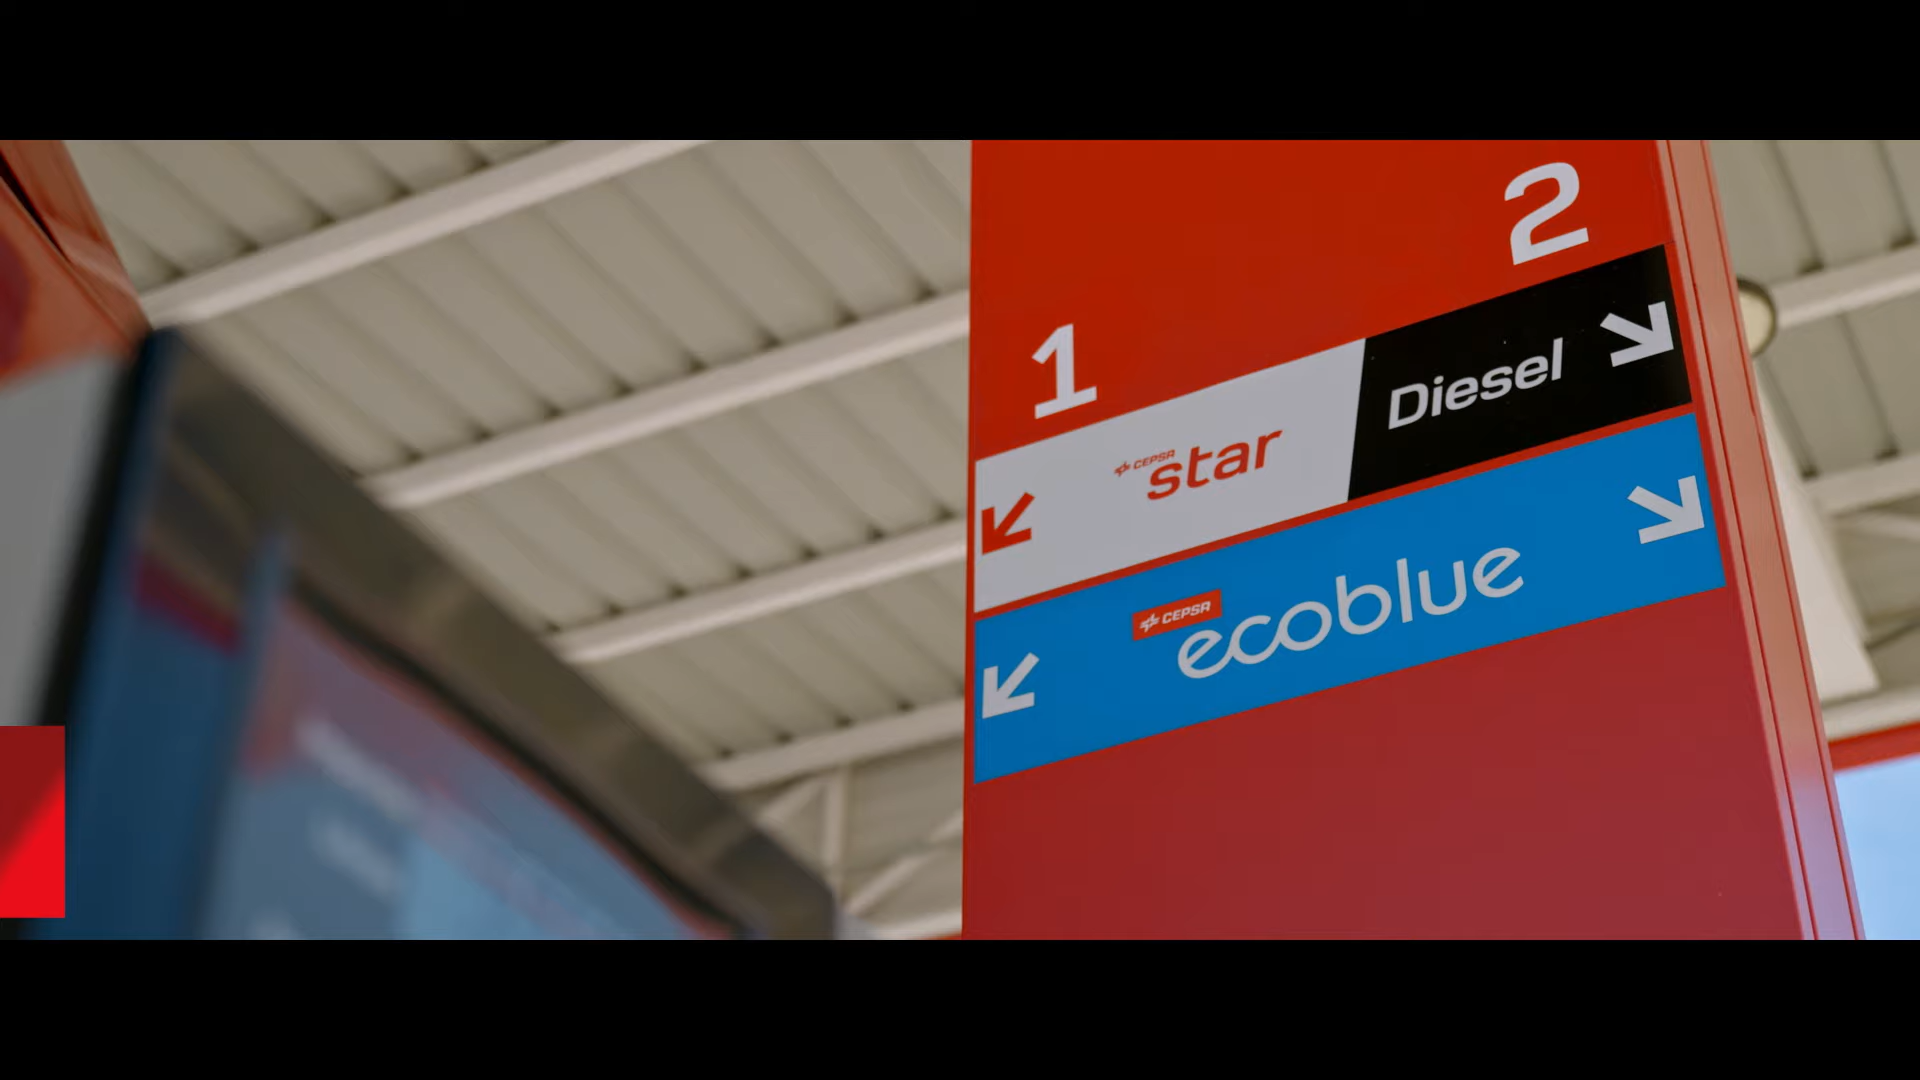 2
1
Diesel
CEPSA
star
CEPSA
ecoblue